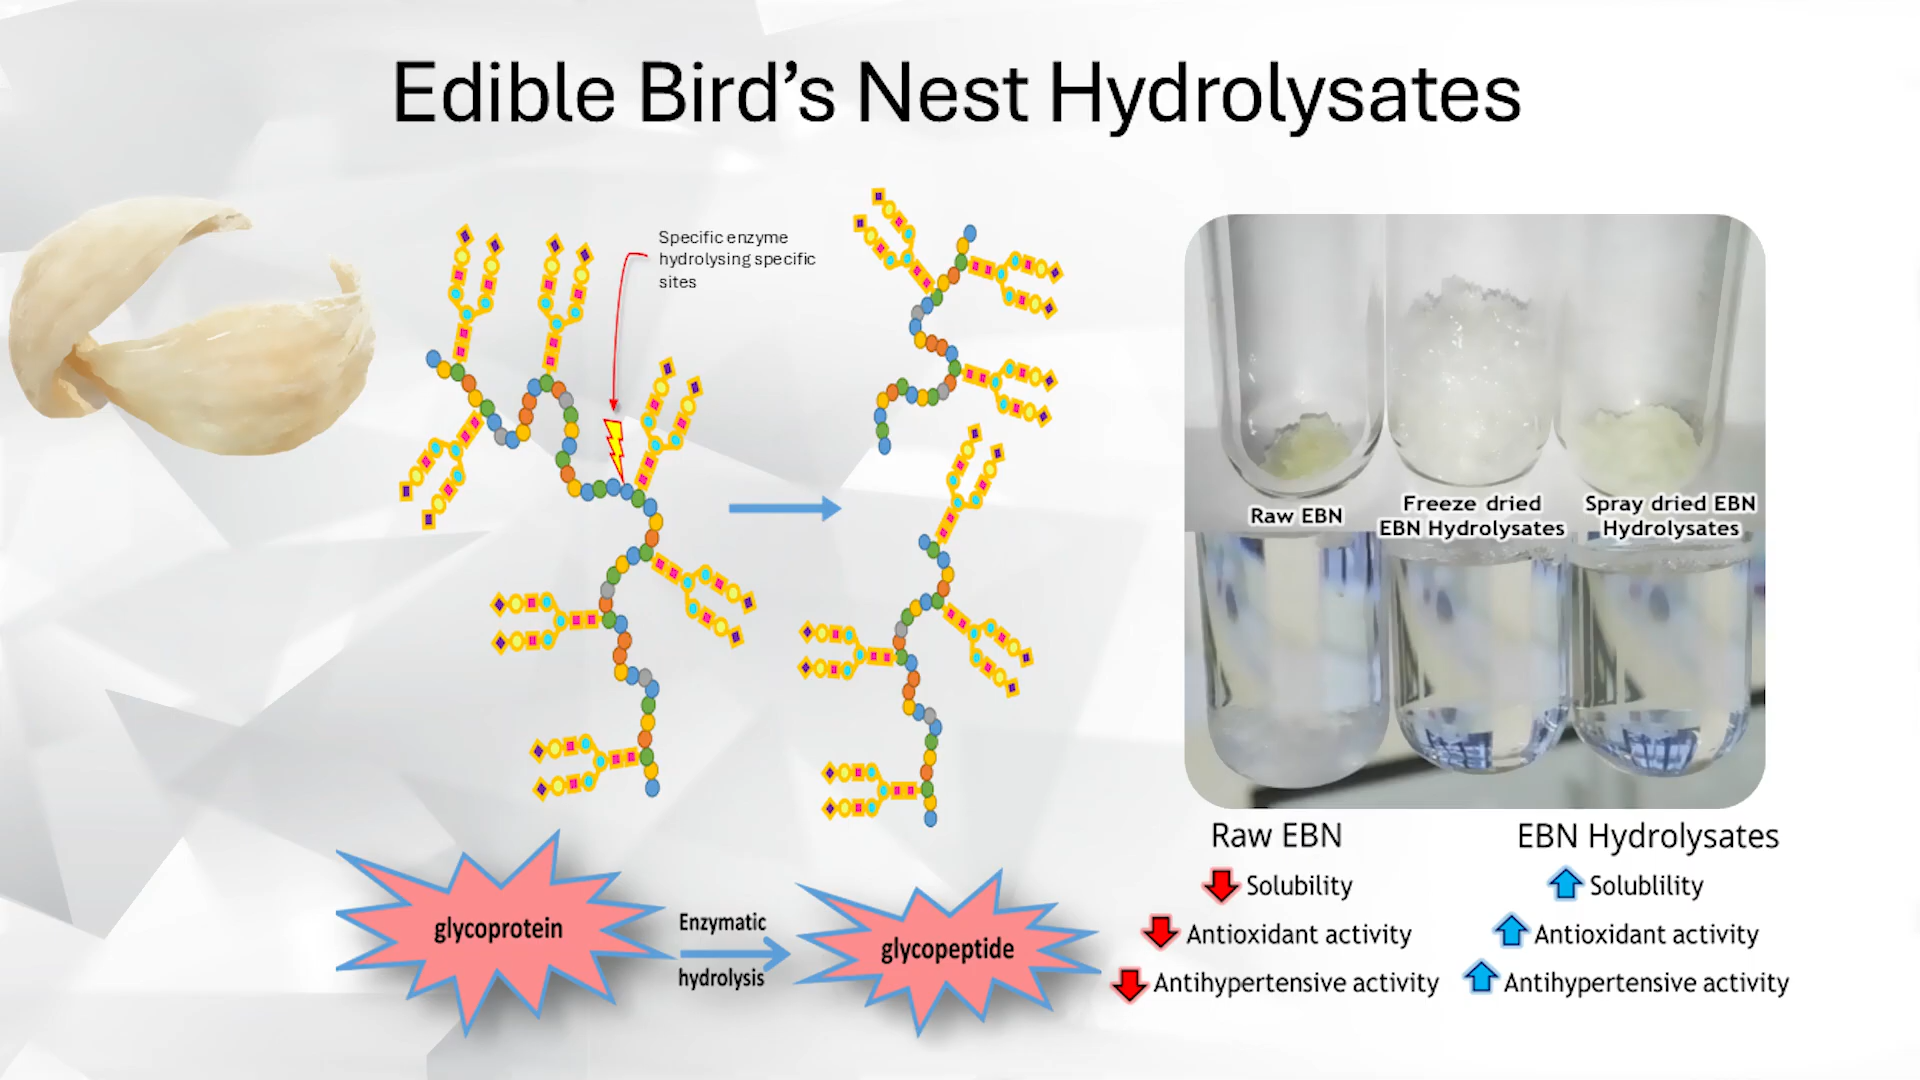 Edible Bird’s Nest Hydrolysates
Specific enzyme
hydrolysing specific
sites
glycoprotein
Enzymatic
hydrolysis
glycopeptide
Raw EBN
Freeze dried
EBN Hydrolysates
Spray dried EBN
Hydrolysates
Raw EBN
Solubility
Antioxidant activity
Antihypertensive activity
EBN Hydrolysates
Solublility
Antioxidant activity
Antihypertensive activity